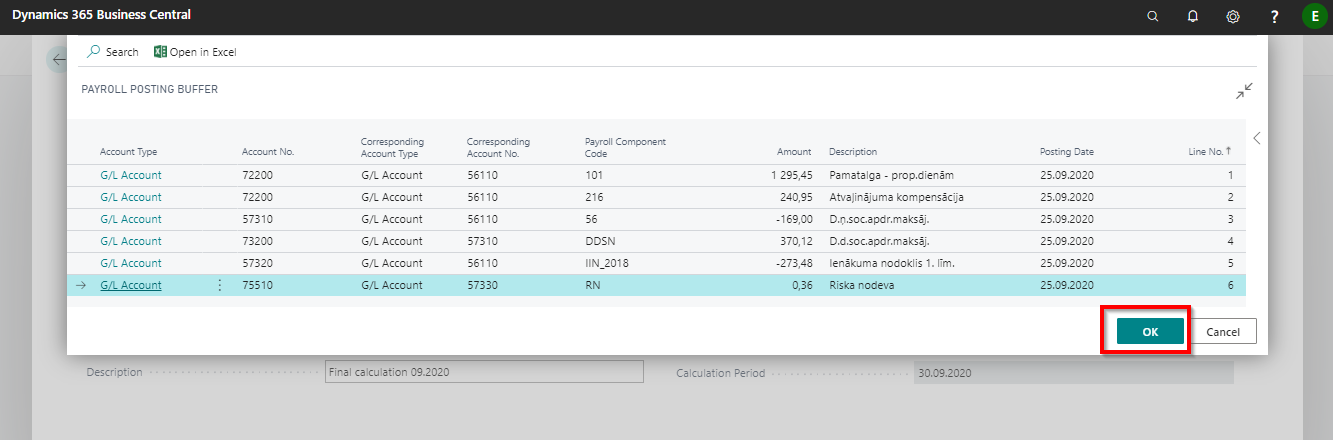 Dynamics 365 Business Central
?
E
Search Open in Excel
PAYROLL POSTING BUFFER
Account Type Account No. Corresponding Account Type Corresponding Account No. Payroll Component Code Amount Description Posting Date Line No. ↑
G/L Account 72200 G/L Account 56110 101 1 295,45 Pamatalga - prop.dienām 25.09.2020 1
G/L Account 72200 G/L Account 56110 216 240,95 Atvaļinājuma kompensācija 25.09.2020 2
G/L Account 57310 G/L Account 56110 56 -169,00 D.ņ.soc.apdr.maksāj. 25.09.2020 3
G/L Account 73200 G/L Account 57310 DDSN 370,12 D.d.soc.apdr.maksāj. 25.09.2020 4
G/L Account 57320 G/L Account 56110 IIN_2018 -273,48 Ienākuma nodoklis 1. līm. 25.09.2020 5
→ G/L Account 75510 G/L Account 57330 RN 0,36 Riska nodeva 25.09.2020 6
OK Cancel
Description Final calculation 09.2020 Calculation Period 30.09.2020